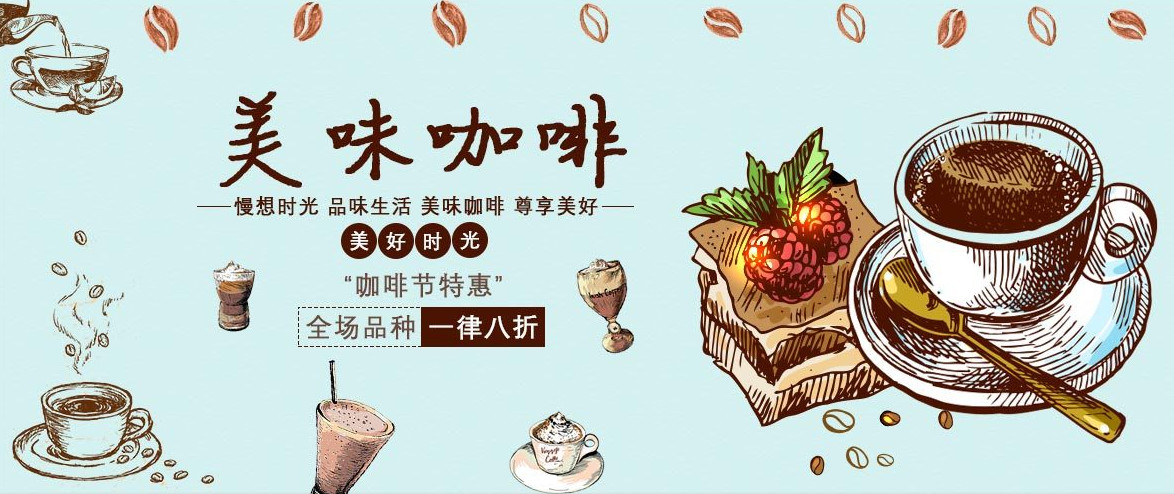 美味咖啡
慢想时光 品味生活 美味咖啡 尊享美好
美好时光
“咖啡节特惠”
全场品种 一律八折